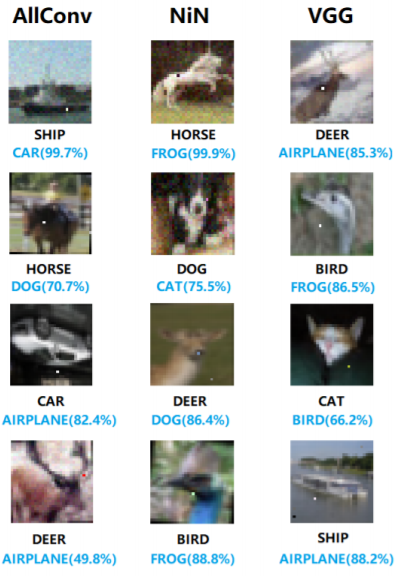 AllConv NiN VGG
SHIP HORSE DEER
CAR(99.7%) FROG(99.9%) AIRPLANE(85.3%)
HORSE DOG BIRD
DOG(70.7%) CAT(75.5%) FROG(86.5%)
CAR DEER CAT
AIRPLANE(82.4%) DOG(86.4%) BIRD(66.2%)
DEER BIRD SHIP
AIRPLANE(49.8%) FROG(88.8%) AIRPLANE(88.2%)